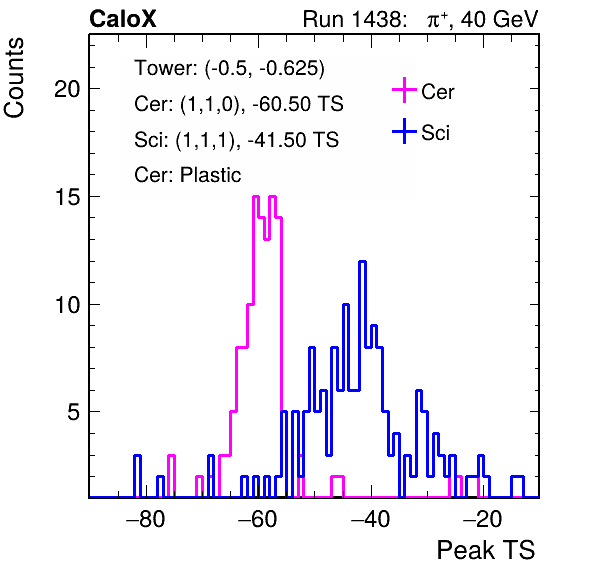 CaloX Run 1438: π+, 40 GeV
Counts
Tower: (-0.5, -0.625)
Cer: (1,1,0), -60.50 TS
Sci: (1,1,1), -41.50 TS
Cer: Plastic
Cer
Sci
20
15
10
5
−80 −60 −40 −20
Peak TS